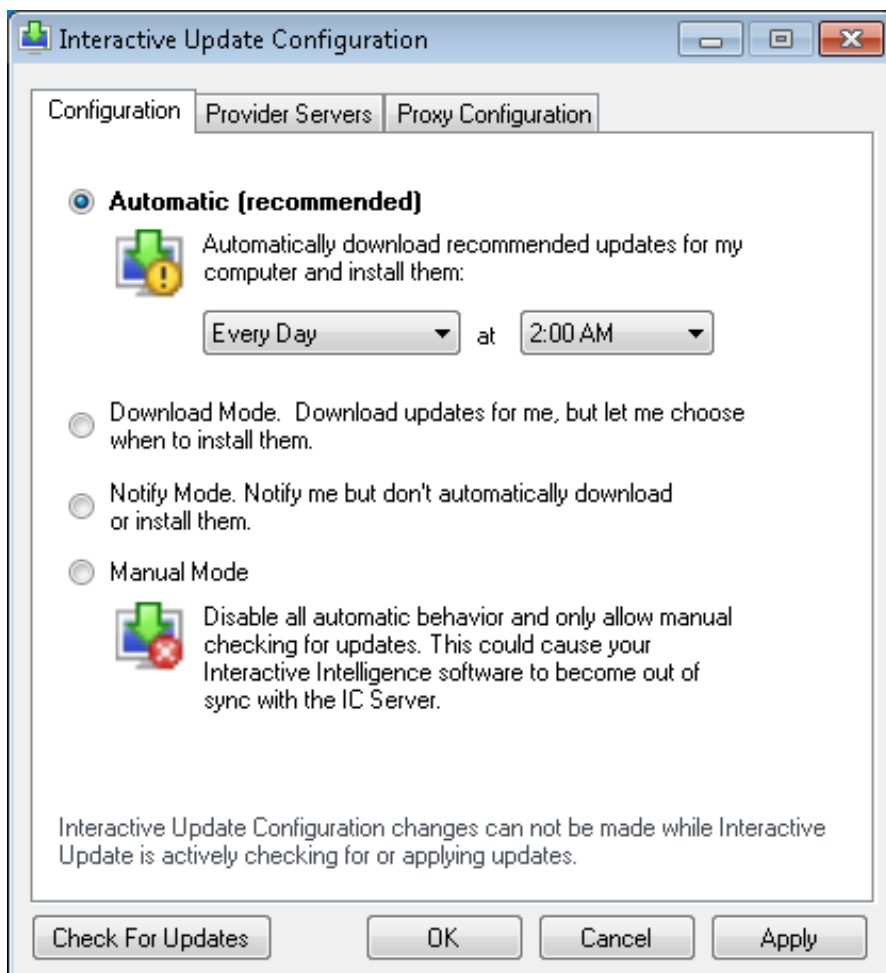 Interactive Update Configuration
Configuration
Provider Servers
Proxy Configuration
Automatic (recommended)
Automatically download recommended updates for my
computer and install them:
Every Day
at
2:00 AM
Download Mode.  Download updates for me, but let me choose
when to install them.
Notify Mode. Notify me but don't automatically download
or install them.
Manual Mode
Disable all automatic behavior and only allow manual
checking for updates. This could cause your
Interactive Intelligence software to become out of
sync with the IC Server.
Interactive Update Configuration changes can not be made while Interactive
Update is actively checking for or applying updates.
Check For Updates
OK
Cancel
Apply